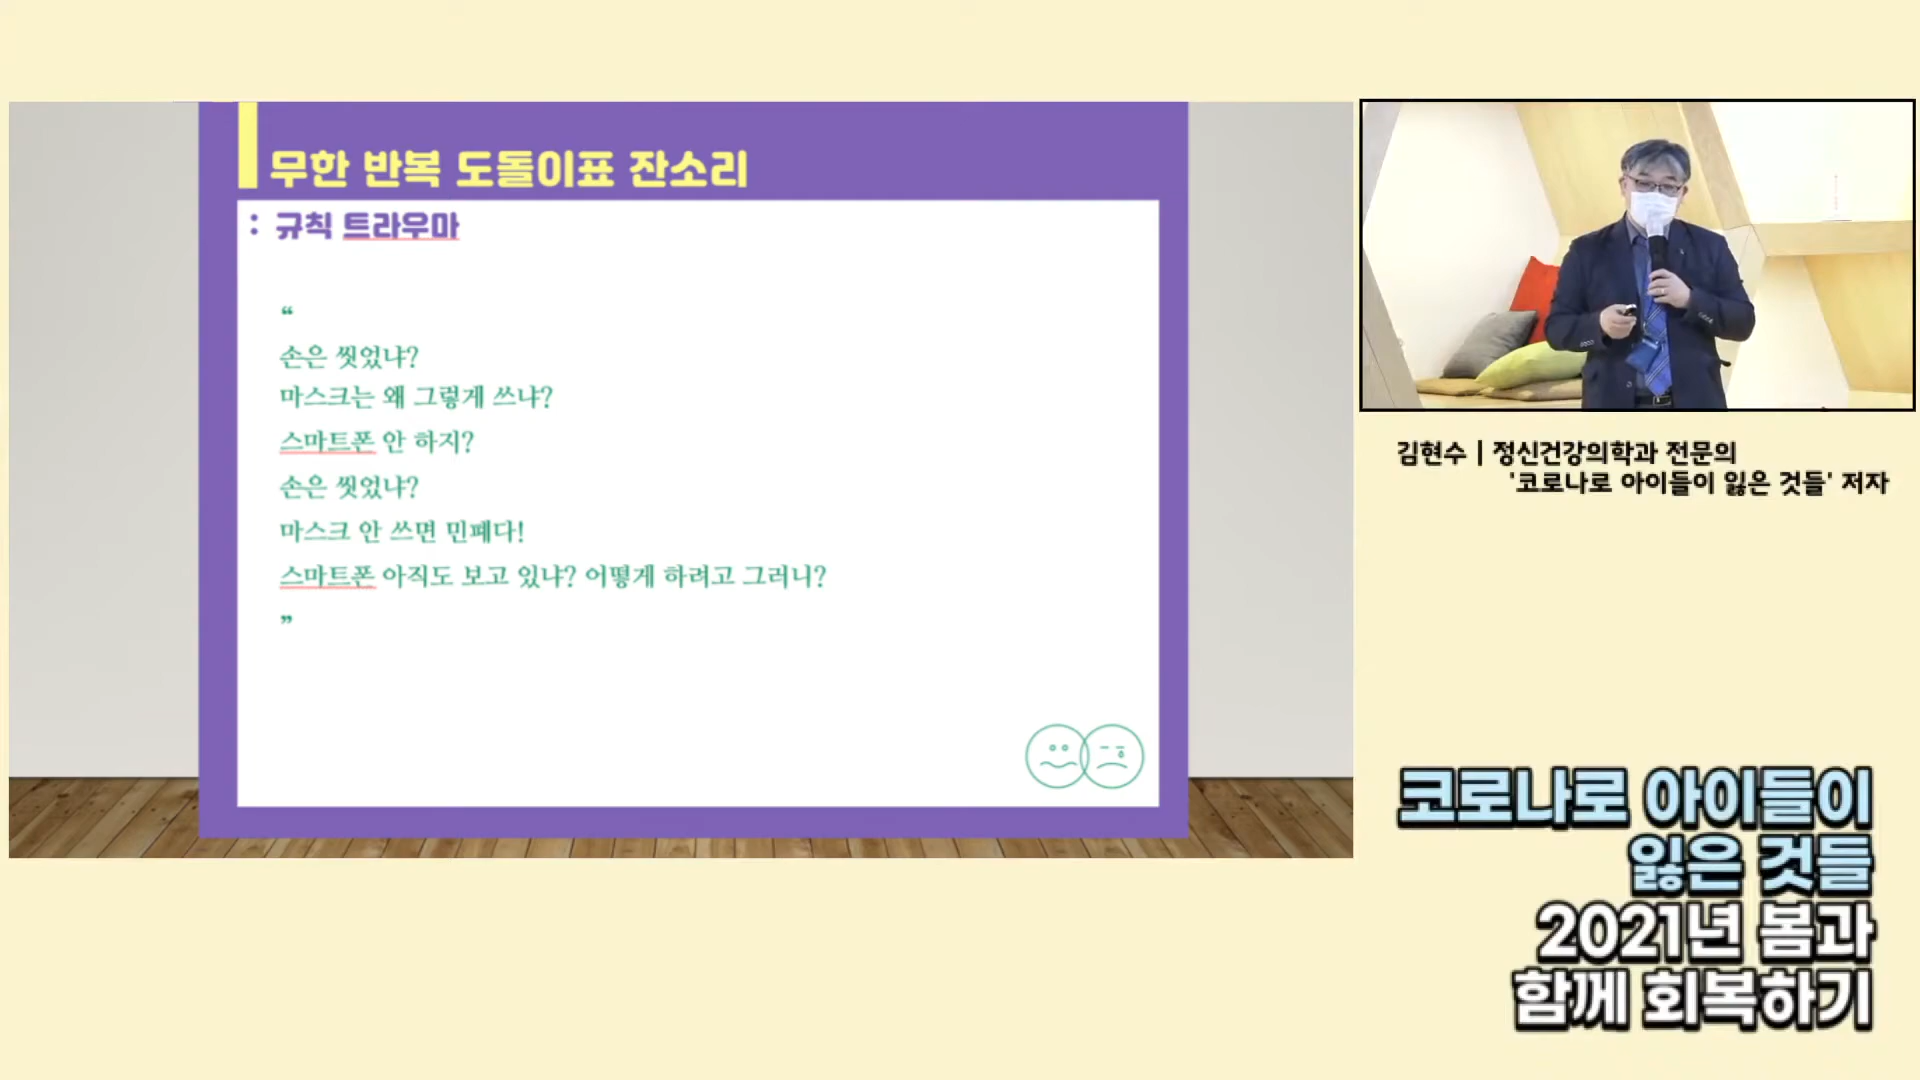 무한 반복 도돌이표 잔소리
: 규칙 트라우마
“
손은 씻었냐?
마스크는 왜 그렇게 쓰냐?
스마트폰 안 하지?
손은 씻었냐?
마스크 안 쓰면 민폐다!
스마트폰 아직도 보고 있냐? 어떻게 하려고 그러니?
”
김현수 | 정신건강의학과 전문의
'코로나로 아이들이 잃은 것들' 저자
코로나로 아이들이
잃은 것들
2021년 봄과
함께 회복하기